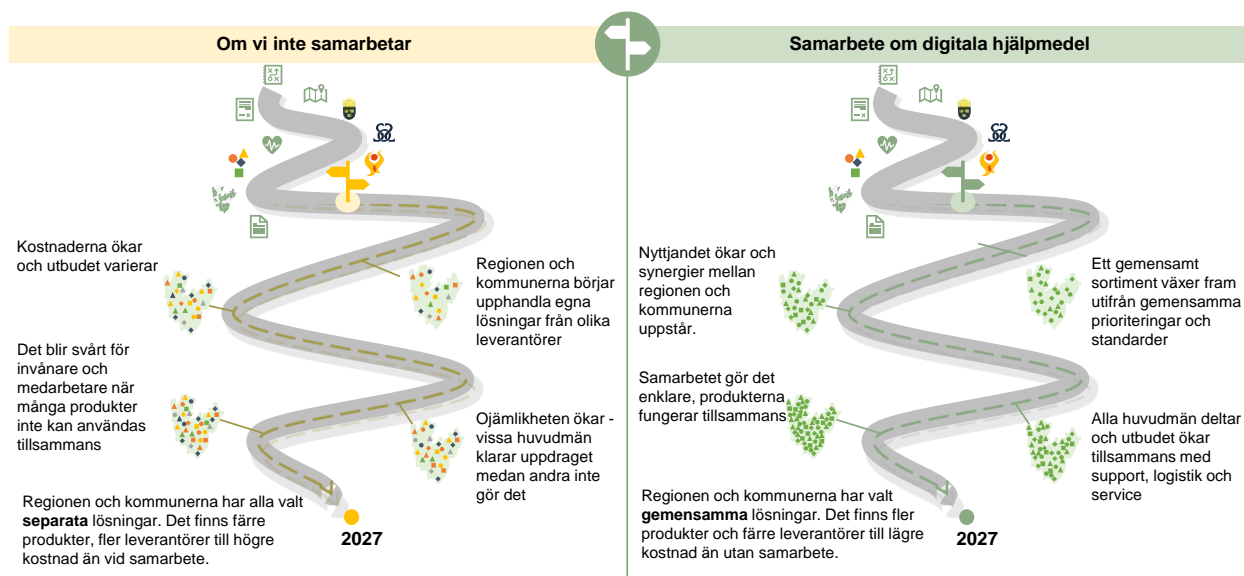 Om vi inte samarbetar
Kostnaderna ökar
och utbudet varierar
Regionen och
kommunerna börjar
upphandla egna
lösningar från olika
leverantörer
Det blir svårt för
invånare och
medarbetare när
många produkter
inte kan användas
tillsammans
Ojämlikheten ökar -
vissa huvudmän
klarar uppdraget
medan andra inte
gör det
Regionen och kommunerna har alla valt
separata lösningar. Det finns färre
produkter, fler leverantörer till högre
kostnad än vid samarbete.
2027
Samarbete om digitala hjälpmedel
Nyttjandet ökar och
synergier mellan
regionen och
kommunerna
uppstår.
Ett gemensamt
sortiment växer fram
utifrån gemensamma
prioriteringar och
standarder
Samarbetet gör det
enklare, produkterna
fungerar tillsammans
Alla huvudmän deltar
och utbudet ökar
tillsammans med
support, logistik och
service
Regionen och kommunerna har valt
gemensamma lösningar. Det finns fler
produkter och färre leverantörer till lägre
kostnad än utan samarbete.
2027